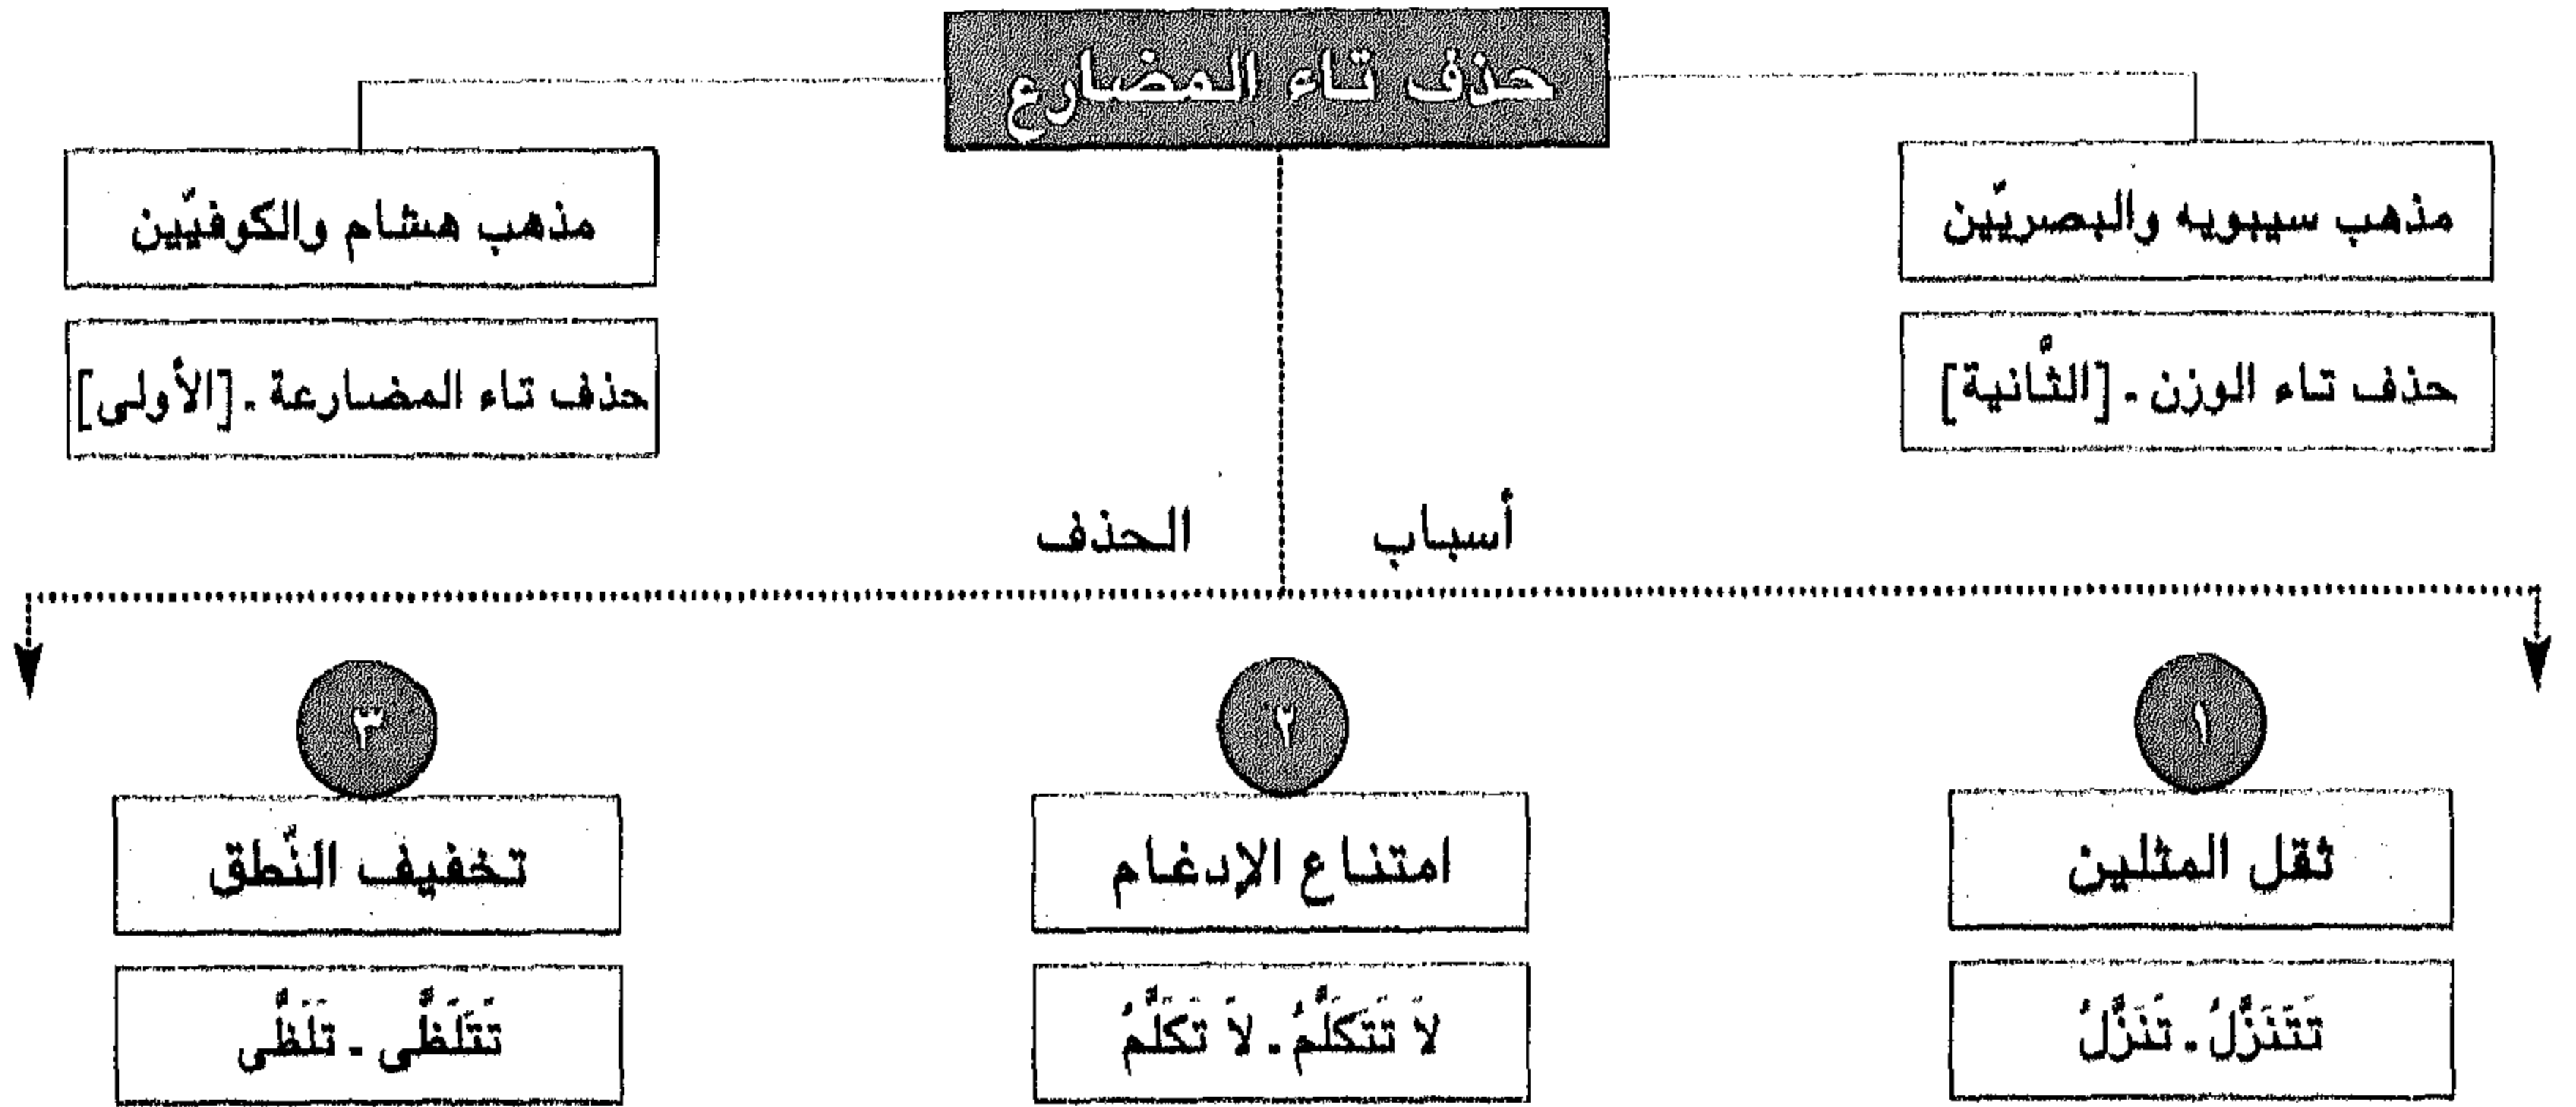 حذف تاء المضارع
مذهب سيبويه والبصريّين
حذف تاء الوزن . [الثَّانية]
مذهب هشام والكوفيّين
حذف تاء المضارعة . [الأولى]
أسباب الحذف
١
ثقل المثلين
تَتَنَزَّلُ . تَنَزَّلُ
٢
امتناع الإدغام
لاَ تَتَكَلَّمُ . لاَ تَكَلَّمُ
٣
تخفيف النّطق
تَتَلَظَّى . تَلَظَّى